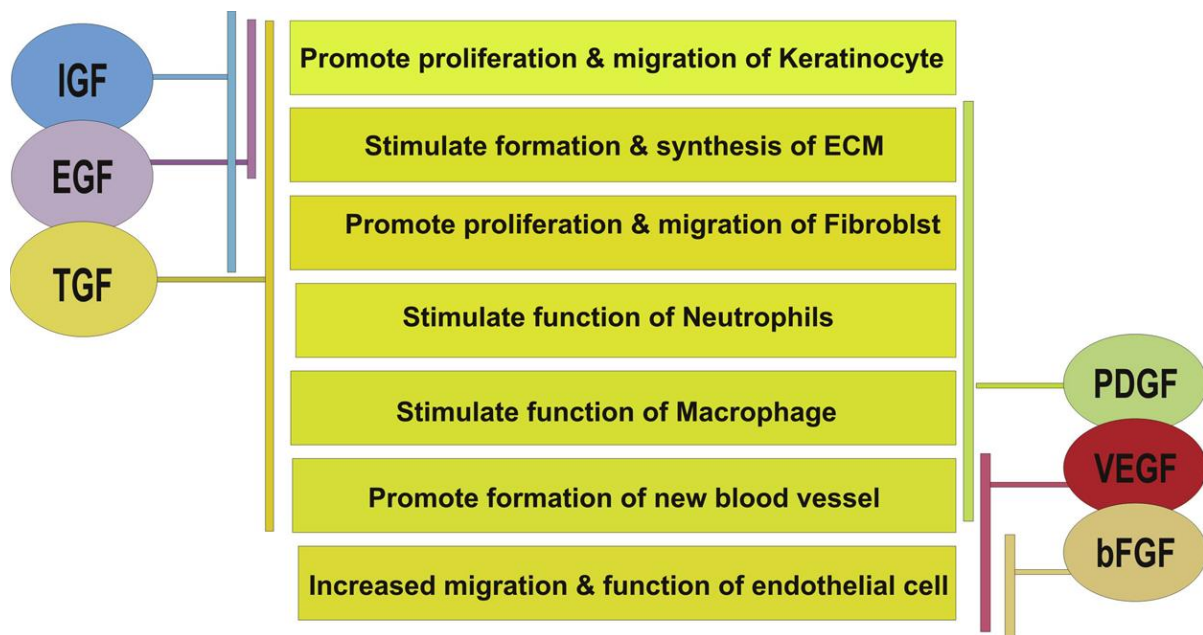 IGF
EGF
TGF
Promote proliferation & migration of Keratinocyte
Stimulate formation & synthesis of ECM
Promote proliferation & migration of Fibroblst
Stimulate function of Neutrophils
Stimulate function of Macrophage
Promote formation of new blood vessel
Increased migration & function of endothelial cell
PDGF
VEGF
bFGF